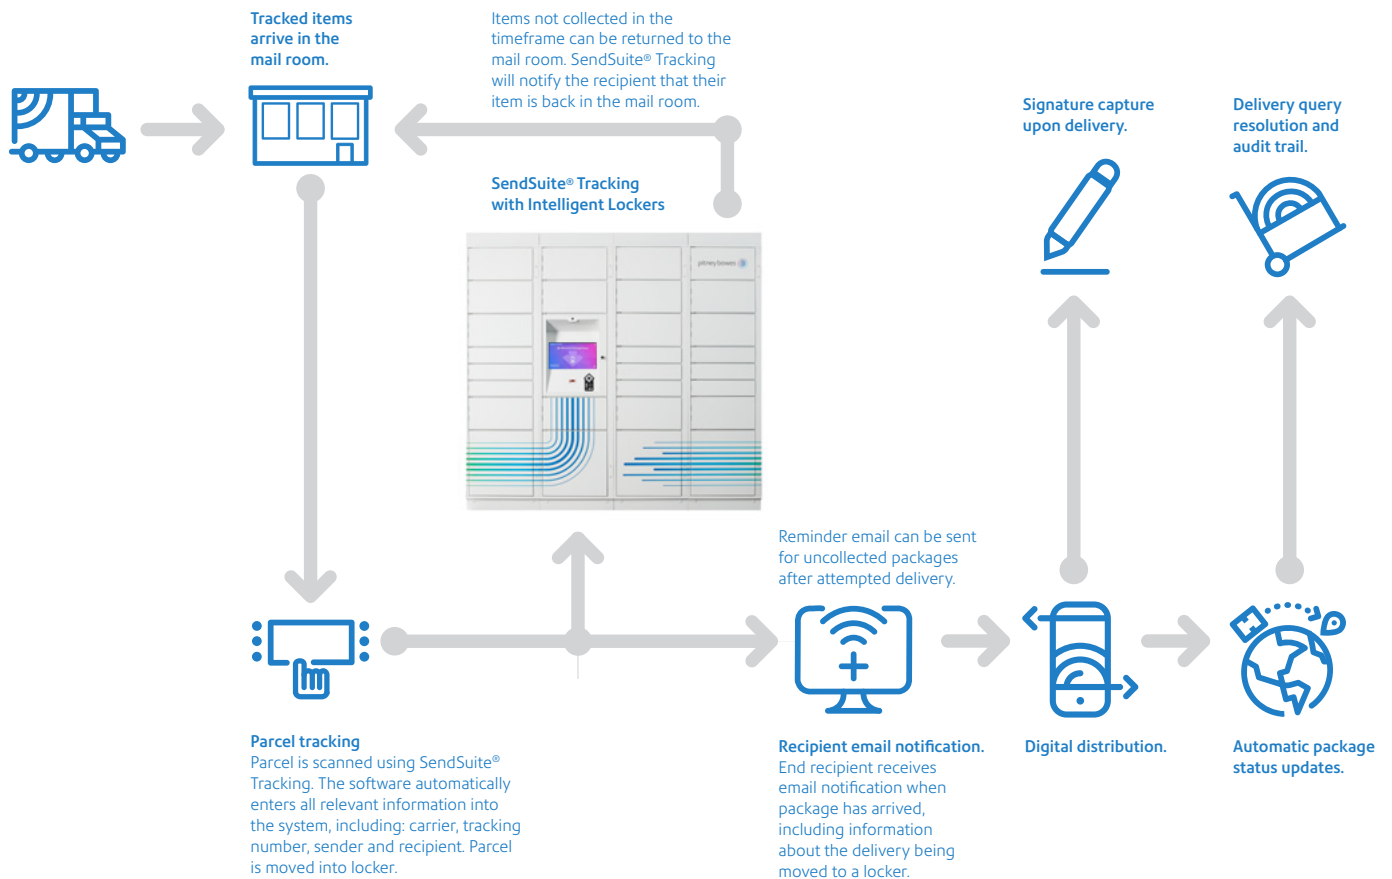 Tracked items
arrive in the
mail room.
Items not collected in the
timeframe can be returned to the
mail room. SendSuite® Tracking
will notify the recipient that their
item is back in the mail room.
Signature capture
upon delivery.
Delivery query
resolution and
audit trail.
SendSuite® Tracking
with Intelligent Lockers
pitney bowes
Reminder email can be sent
for uncollected packages
after attempted delivery.
Parcel tracking
Parcel is scanned using SendSuite®
Tracking. The software automatically
enters all relevant information into
the system, including: carrier, tracking
number, sender and recipient. Parcel
is moved into locker.
Recipient email notification.
End recipient receives
email notification when
package has arrived,
including information
about the delivery being
moved to a locker.
Digital distribution.
Automatic package
status updates.